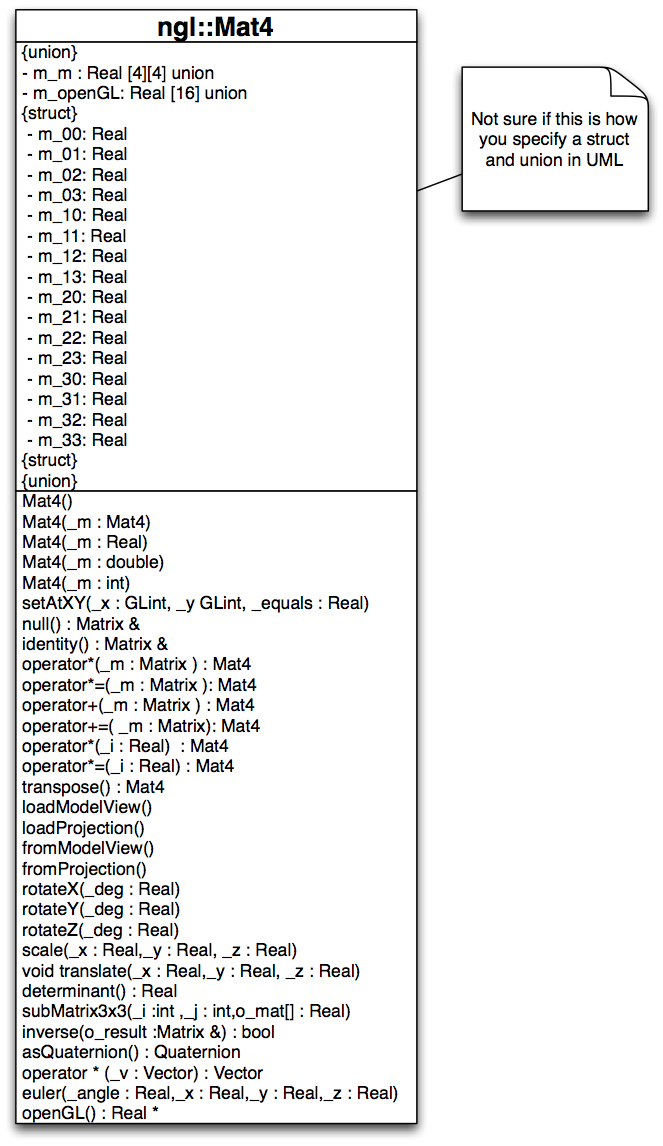 ngl::Mat4
{union}
- m_m : Real [4][4] union
- m_openGL: Real [16] union
{struct}
- m_00: Real
- m_01: Real
- m_02: Real
- m_03: Real
- m_10: Real
- m_11: Real
- m_12: Real
- m_13: Real
- m_20: Real
- m_21: Real
- m_22: Real
- m_23: Real
- m_30: Real
- m_31: Real
- m_32: Real
- m_33: Real
{struct}
{union}
Mat4()
Mat4(_m : Mat4)
Mat4(_m : Real)
Mat4(_m : double)
Mat4(_m : int)
setAtXY(_x : GLint, _y GLint, _equals : Real)
null() : Matrix &
identity() : Matrix &
operator*(_m : Matrix ) : Mat4
operator*=(_m : Matrix ): Mat4
operator+(_m : Matrix ) : Mat4
operator+=( _m : Matrix): Mat4
operator*(_i : Real)  : Mat4
operator*=(_i : Real) : Mat4
transpose() : Mat4
loadModelView()
loadProjection()
fromModelView()
fromProjection()
rotateX(_deg : Real)
rotateY(_deg : Real)
rotateZ(_deg : Real)
scale(_x : Real,_y : Real, _z : Real)
void translate(_x : Real,_y : Real, _z : Real)
determinant() : Real
subMatrix3x3(_i :int ,_j : int,o_mat[] : Real)
inverse(o_result :Matrix &) : bool
asQuaternion() : Quaternion
operator * (_v : Vector) : Vector
euler(_angle : Real,_x : Real,_y : Real,_z : Real)
openGL() : Real *
Not sure if this is how
you specify a struct
and union in UML